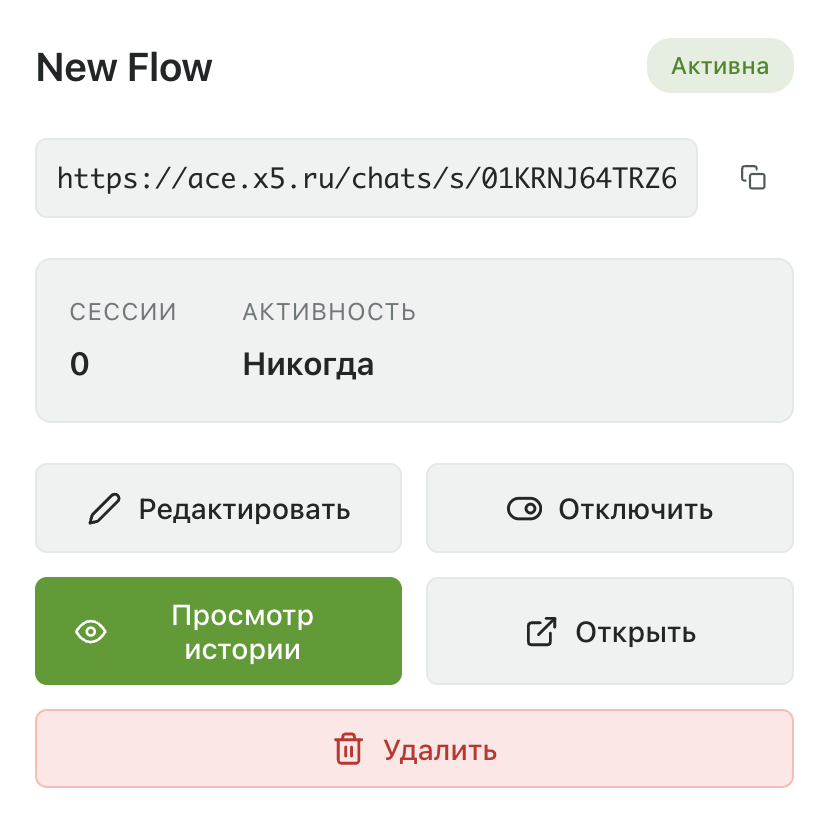 New Flow
Активна
https://ace.x5.ru/chats/s/01KRNJ64TRZ6
СЕССИИ
АКТИВНОСТЬ
0
Никогда
Редактировать
Отключить
Просмотр
истории
Открыть
Удалить